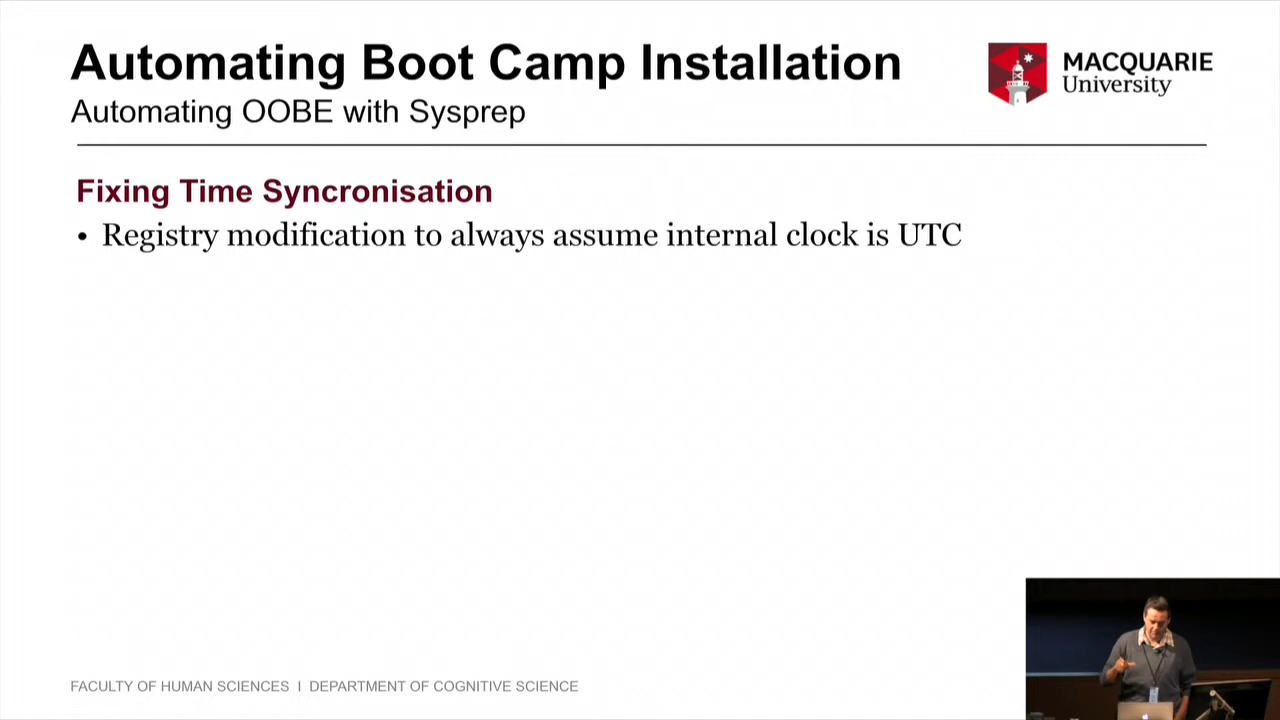 Automating Boot Camp Installation
Automating OOBE with Sysprep
MACQUARIE
University
Fixing Time Syncronisation
• Registry modification to always assume internal clock is UTC
FACULTY OF HUMAN SCIENCES I DEPARTMENT OF COGNITIVE SCIENCE